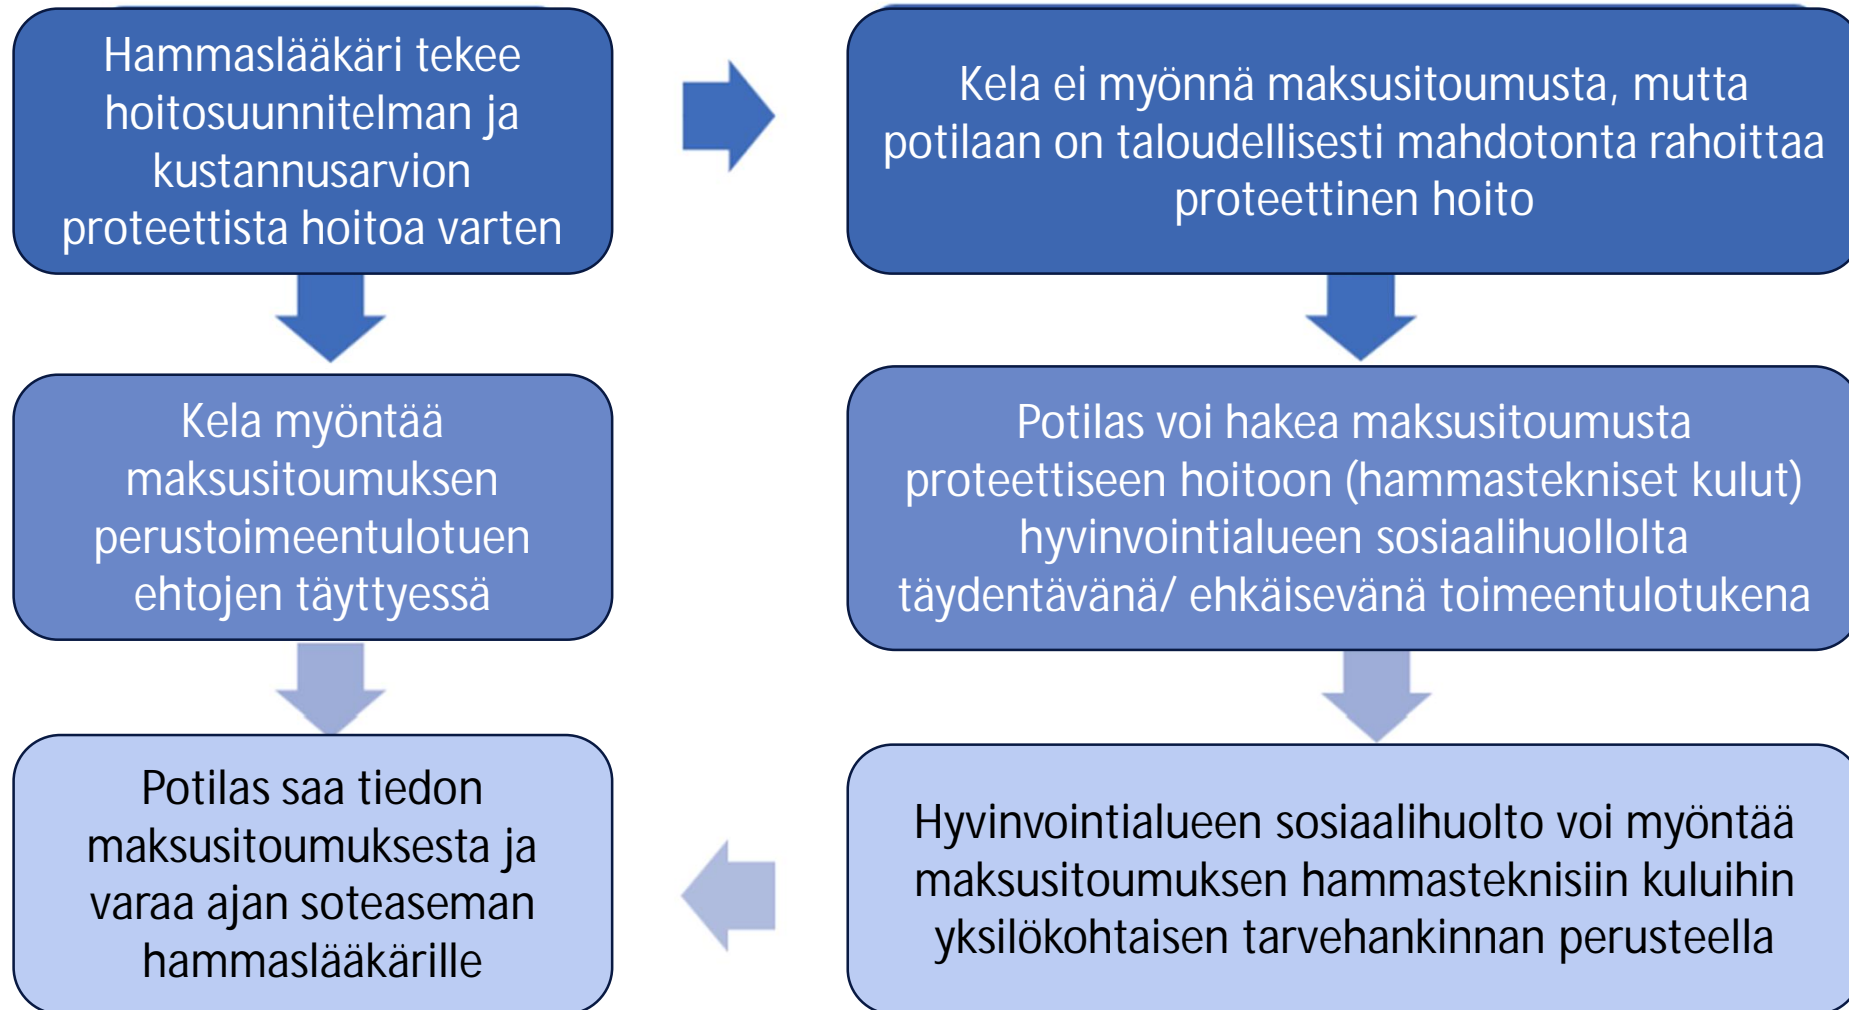 Hammaslääkäri tekee
hoitosuunnitelman ja
kustannusarvion
proteettista hoitoa varten
Kela ei myönnä maksusitoumusta, mutta
potilaan on taloudellisesti mahdotonta rahoittaa
proteettinen hoito
Kela myöntää
maksusitoumuksen
perustoimeentulotuen
ehtojen täyttyessä
Potilas voi hakea maksusitoumusta
proteettiseen hoitoon (hammastekniset kulut)
hyvinvointialueen sosiaalihuollolta
täydentävänä/ ehkäisevänä toimeentulotukena
Potilas saa tiedon
maksusitoumuksesta ja
varaa ajan soteaseman
hammaslääkärille
Hyvinvointialueen sosiaalihuolto voi myöntää
maksusitoumuksen hammasteknisiin kuluihin
yksilökohtaisen tarvehankinnan perusteella